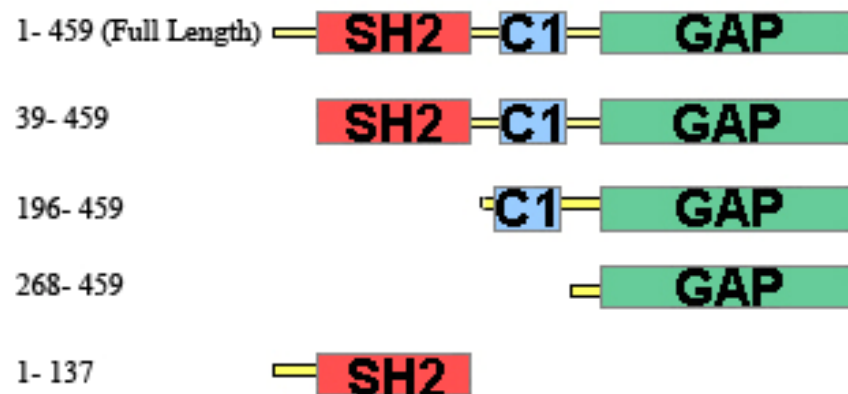 1- 459 (Full Length) SH2 C1 GAP
39- 459 SH2 C1 GAP
196- 459 C1 GAP
268- 459 GAP
1- 137 SH2